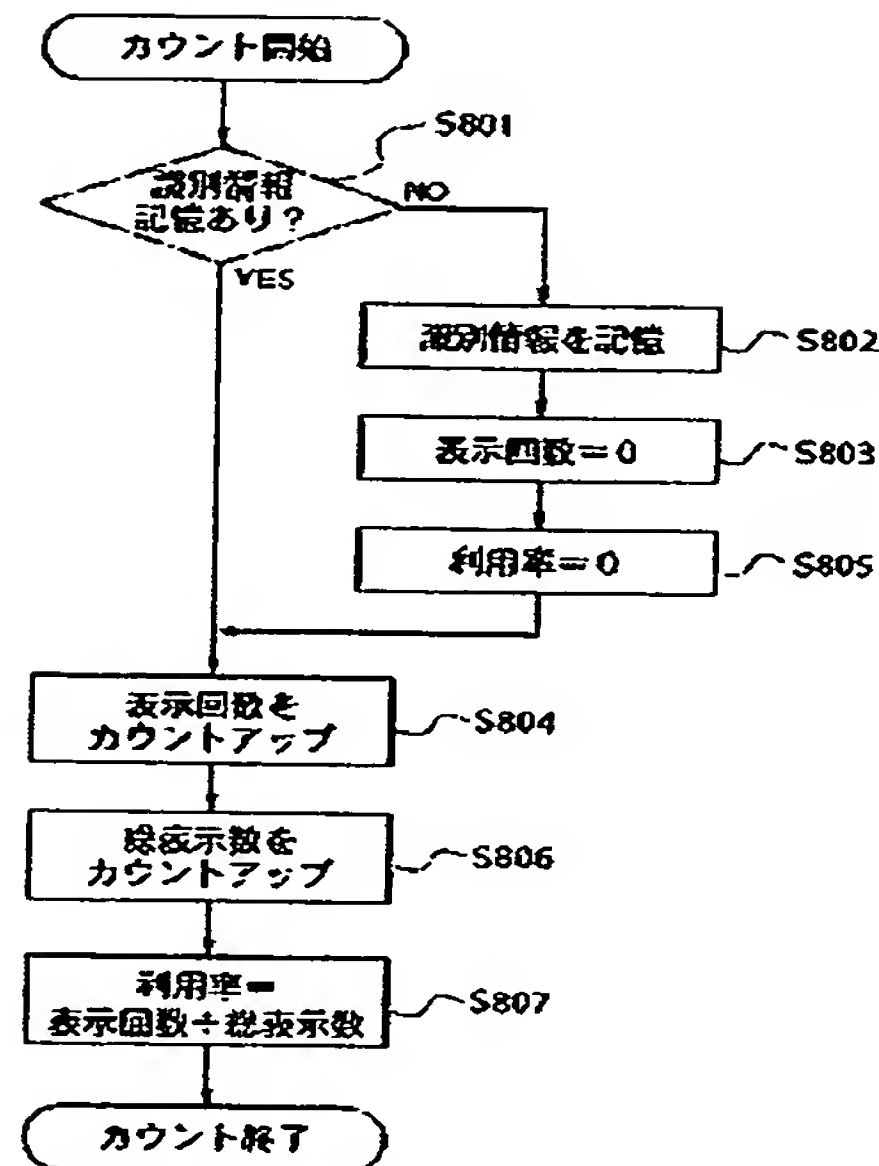 カウント開始
S801
識別情報
記憶あり？
NO
YES
識別情報を記憶
S802
表示回数＝0
S803
利用率＝0
S805
表示回数を
カウントアップ
S804
総表示数を
カウントアップ
S806
利用率＝
表示回数÷総表示数
S807
カウント終了